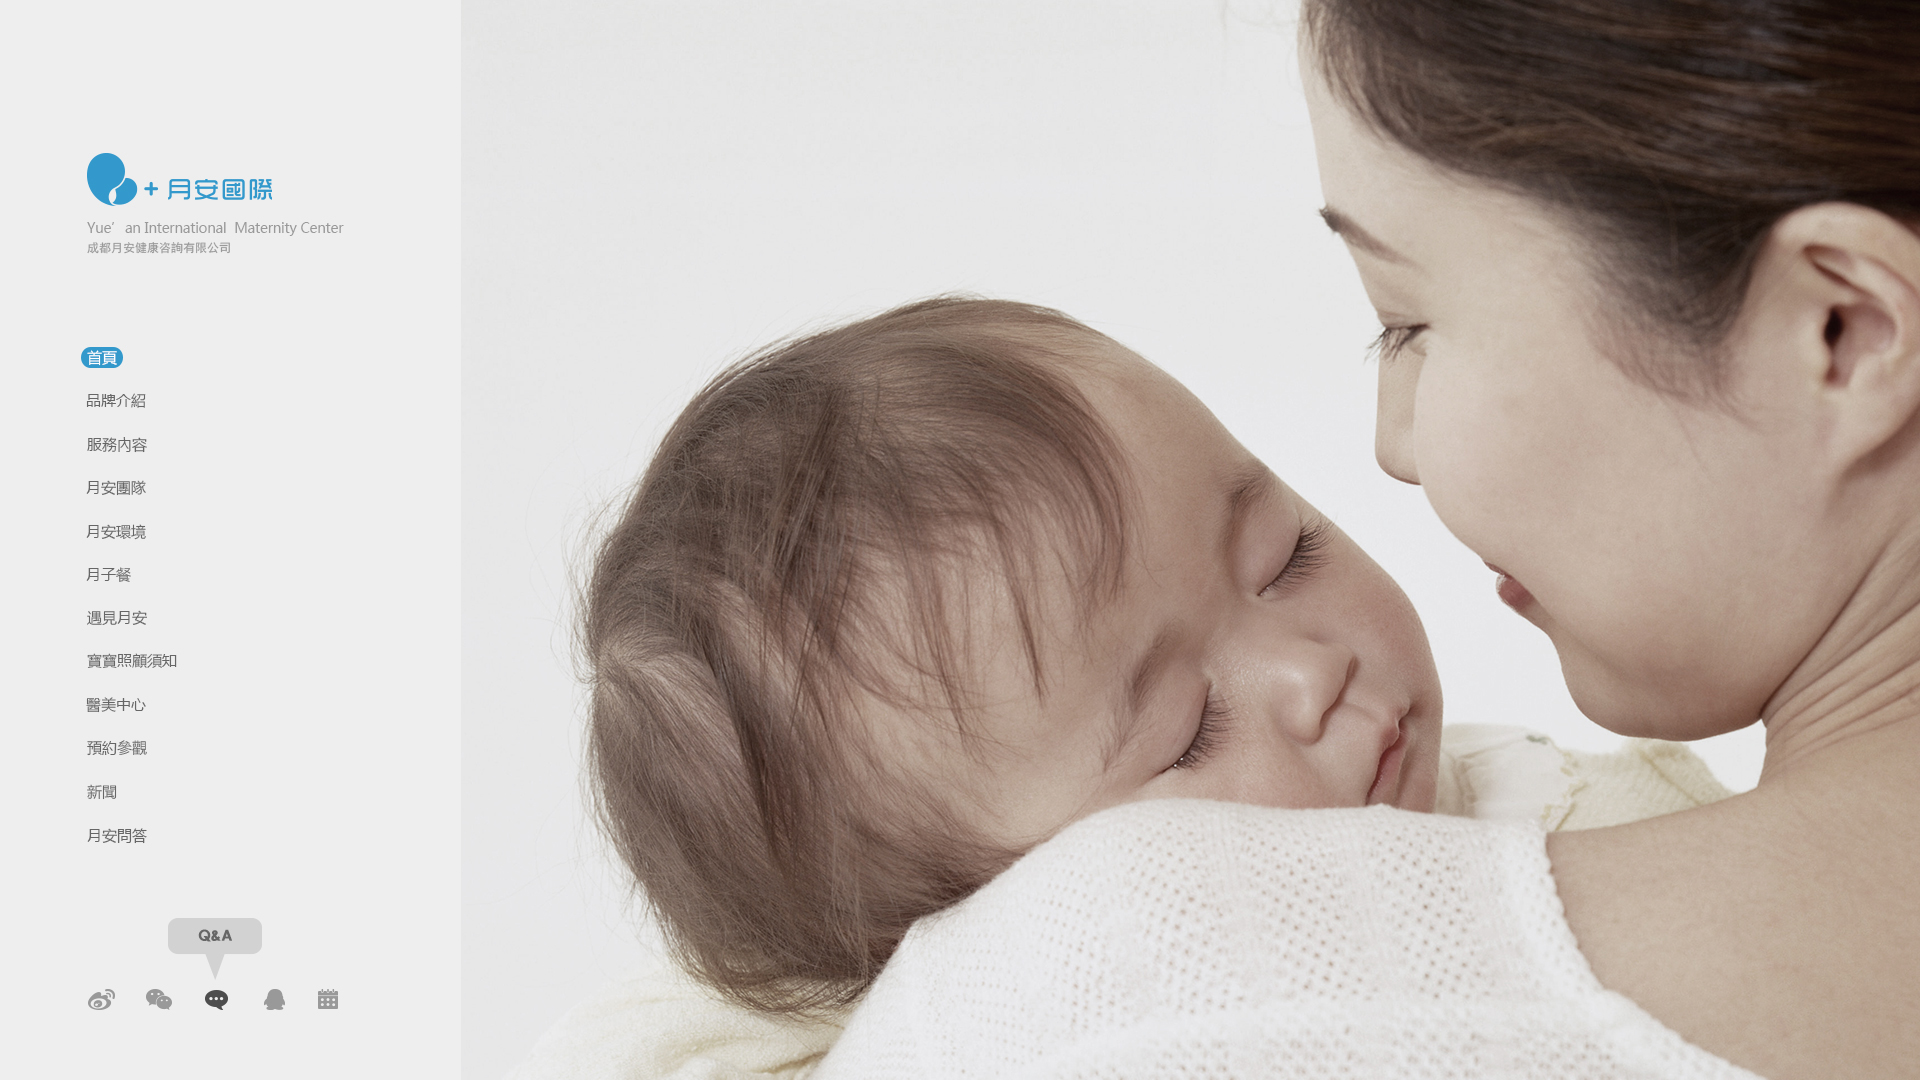 + 月安國際
Yue' an International Maternity Center
成都月安健康咨詢有限公司
首頁
品牌介紹
服務內容
月安團隊
月安環境
月子餐
遇見月安
寶寶照顧須知
醫美中心
預約參觀
新聞
月安問答
Q&A